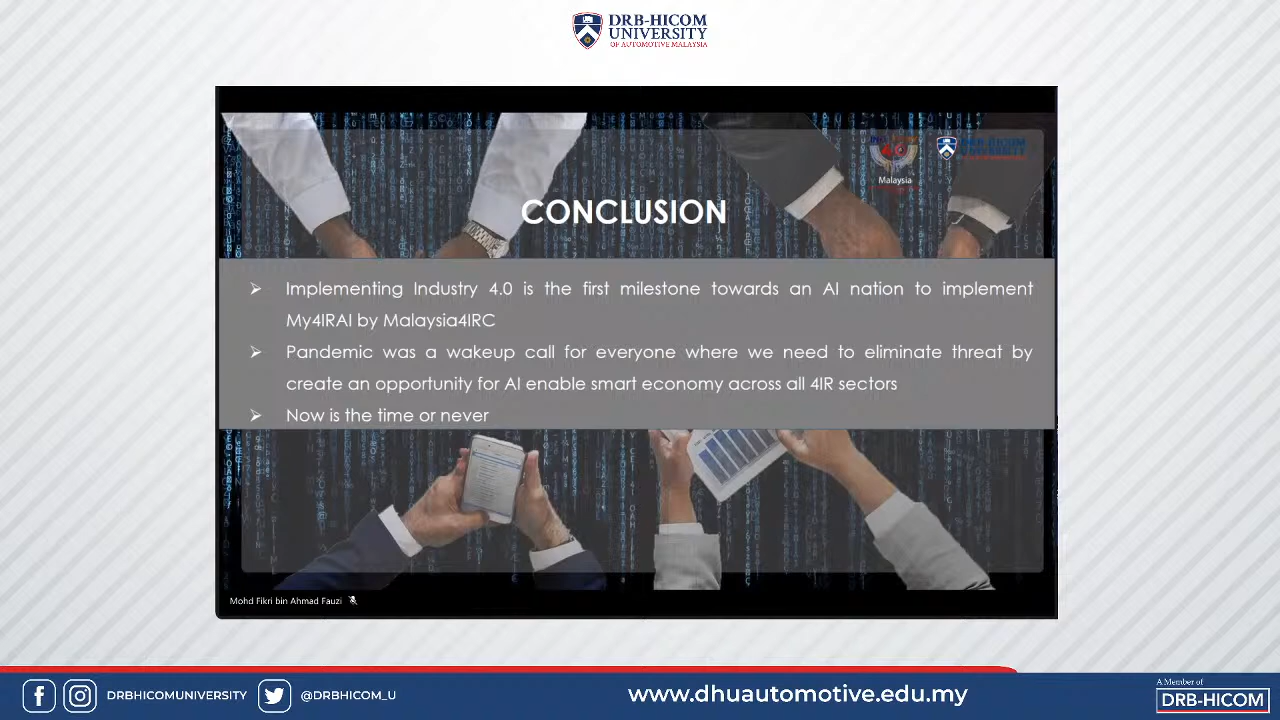 DRB-HICOM
UNIVERSITY
OF AUTOMOTIVE MALAYSIA
4.0
Malaysia
CONCLUSION
➢ Implementing Industry 4.0 is the first milestone towards an AI nation to implement
My4IRAI by Malaysia4IRC
➢ Pandemic was a wakeup call for everyone where we need to eliminate threat by
create an opportunity for AI enable smart economy across all 4IR sectors
➢ Now is the time or never
Mohd Fikri bin Ahmad Fauzi
DRBHICOMUNIVERSITY
@DRBHICOM_U
www.dhuautomotive.edu.my
A Member of
DRB-HICOM